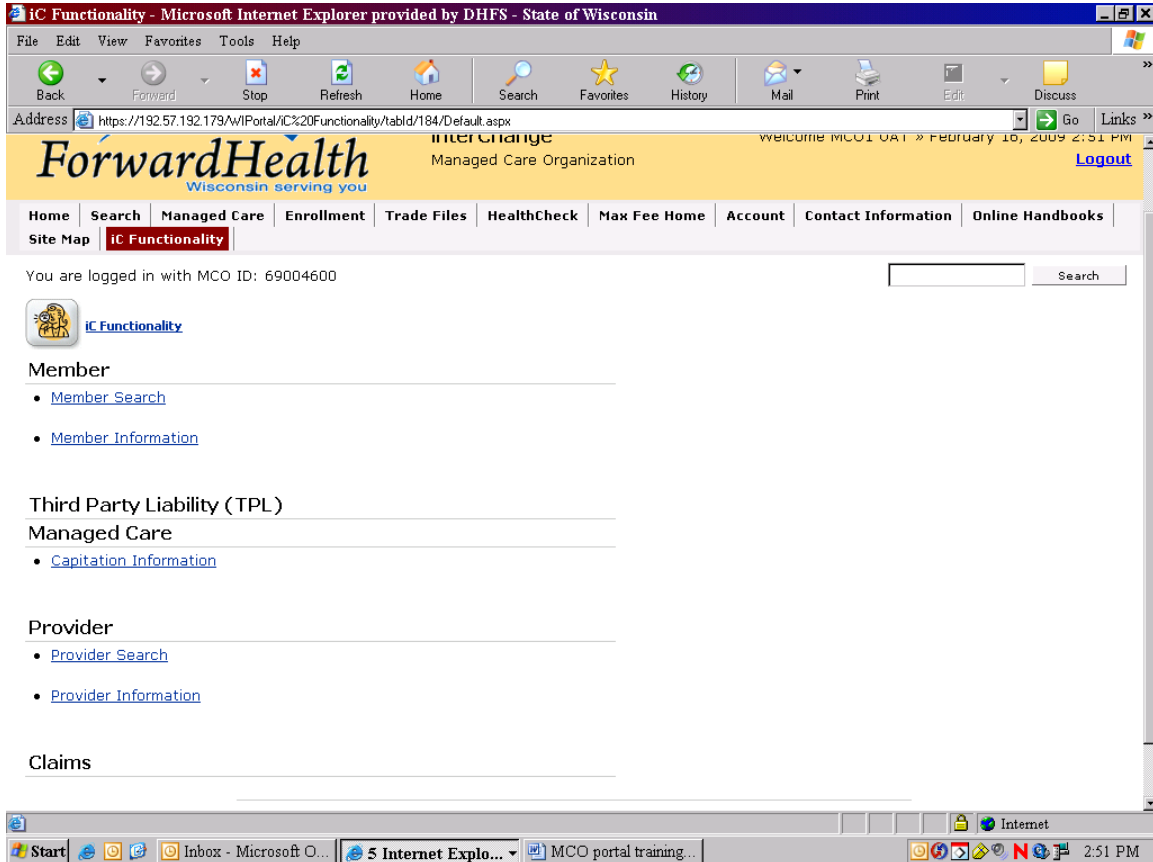 iC Functionality - Microsoft Internet Explorer provided by DHFS - State of Wisconsin
File Edit View Favorites Tools Help
Back Forward Stop Refresh Home Search Favorites History Mail Print Edit Discuss
Address https://192.57.192.179/WIPortal/iC%20Functionality/tabId/184/Default.aspx Go Links »
interChange Welcome MCO1 UAT » February 16, 2009 2:51 PM
ForwardHealth Managed Care Organization Logout
Wisconsin serving you
Home Search Managed Care Enrollment Trade Files HealthCheck Max Fee Home Account Contact Information Online Handbooks
Site Map iC Functionality
You are logged in with MCO ID: 69004600 Search
iC Functionality
Member
• Member Search
• Member Information
Third Party Liability (TPL)
Managed Care
• Capitation Information
Provider
• Provider Search
• Provider Information
Claims
Internet
Start Inbox - Microsoft O... 5 Internet Explo... MCO portal training... 2:51 PM